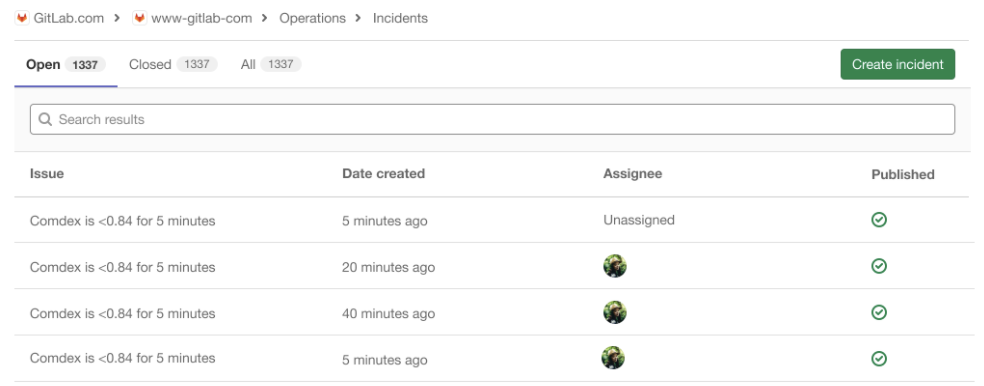 GitLab.com > www-gitlab-com > Operations > Incidents
Open 1337 Closed 1337 All 1337 Create incident
Search results
Issue Date created Assignee Published
Comdex is <0.84 for 5 minutes 5 minutes ago Unassigned
Comdex is <0.84 for 5 minutes 20 minutes ago
Comdex is <0.84 for 5 minutes 40 minutes ago
Comdex is <0.84 for 5 minutes 5 minutes ago